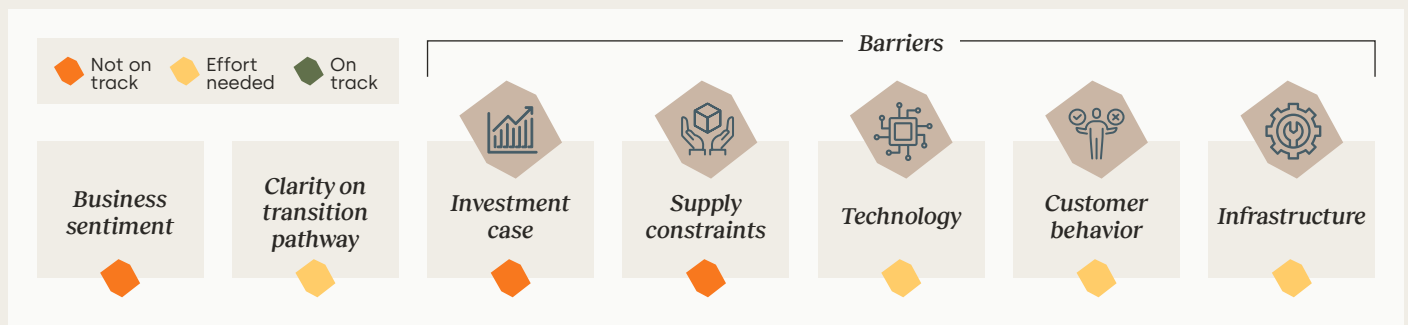 Barriers
Not on
track
Effort
needed
On
track
Business
sentiment
Clarity on
transition
pathway
Investment
case
Supply
constraints
Technology
Customer
behavior
Infrastructure